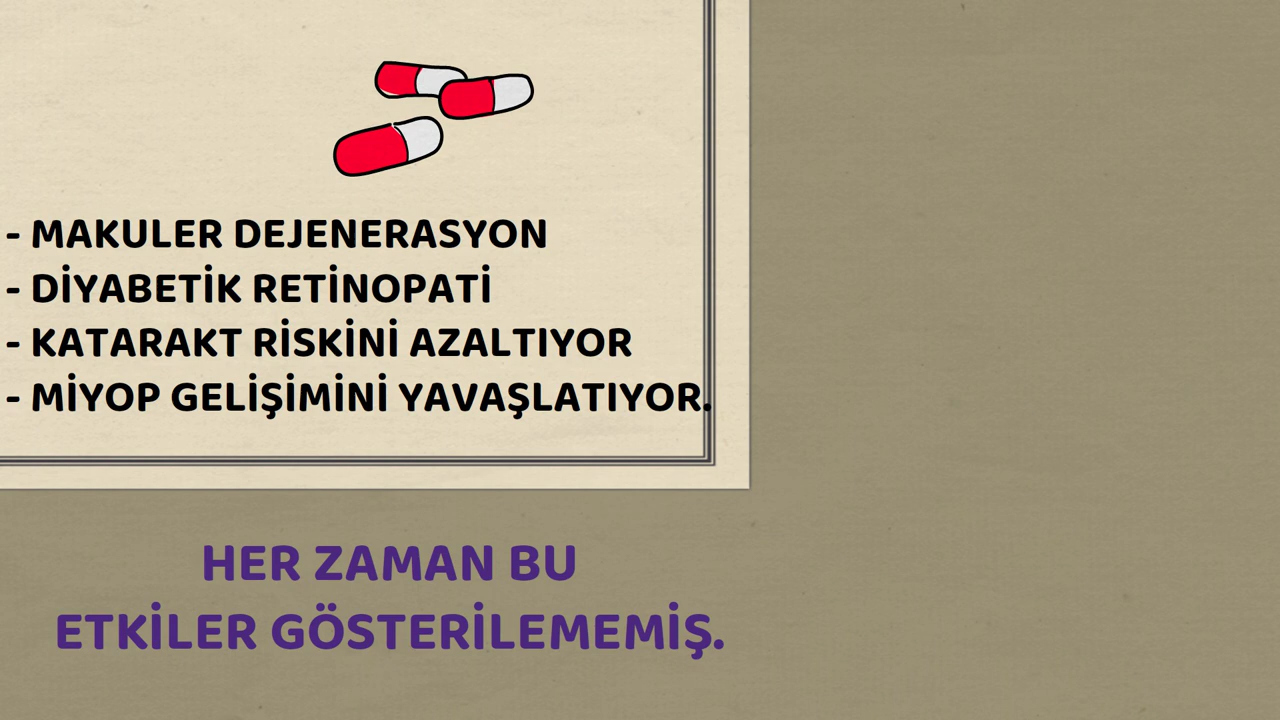 - MAKULER DEJENERASYON
- DİYABETİK RETİNOPATİ
- KATARAKT RİSKİNİ AZALTIYOR
- MİYOP GELİŞİMİNİ YAVAŞLATIYOR.
HER ZAMAN BU
ETKİLER GÖSTERİLEMEMİŞ.